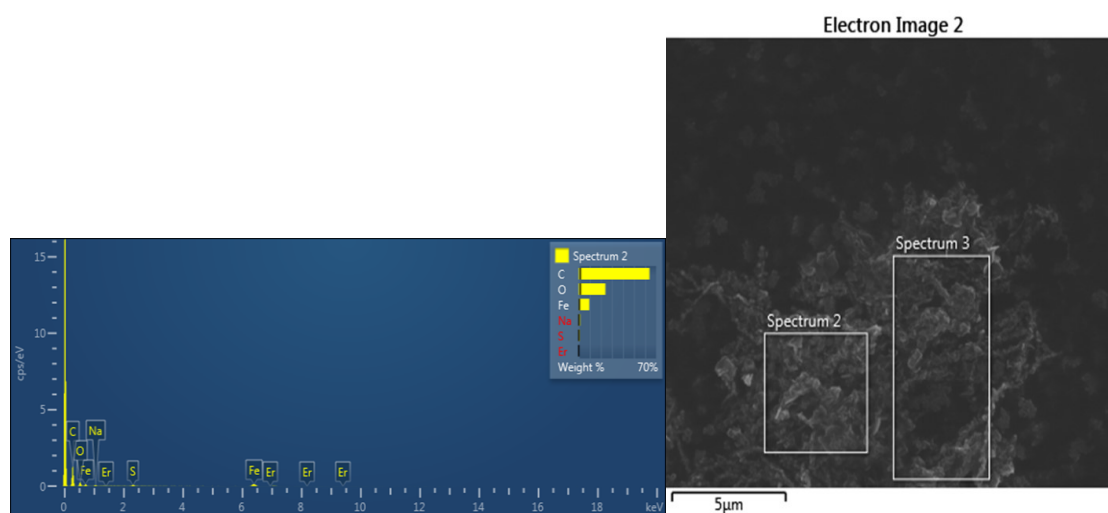 Electron Image 2
Spectrum 3
Spectrum 2
5µm
15
10
5
0
cps/eV
C
Na
O
Fe
Er
S
Fe
Er
Er
Er
0
2
4
6
8
10
12
14
16
18
keV
Spectrum 2
C
O
Fe
Na
S
Er
Weight % 70%